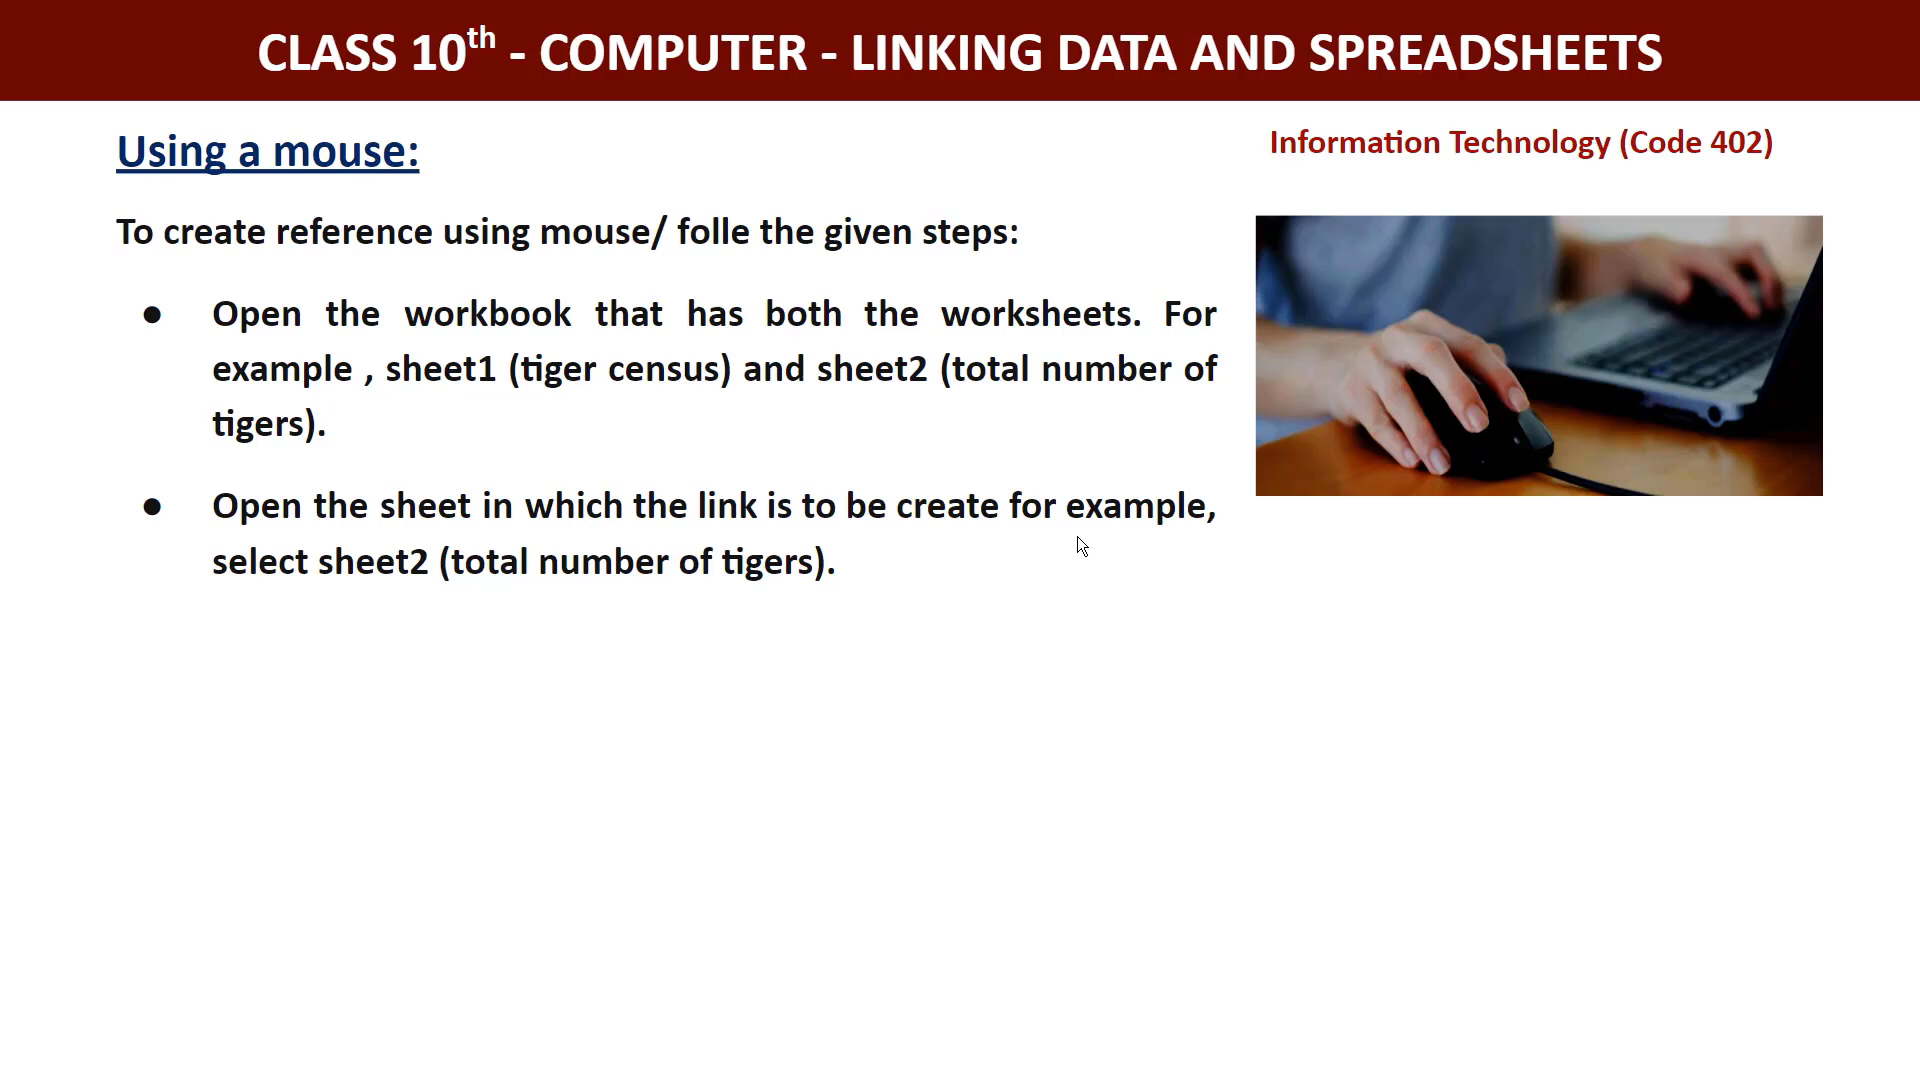 CLASS 10th - COMPUTER - LINKING DATA AND SPREADSHEETS
Using a mouse:
Information Technology (Code 402)
To create reference using mouse/ folle the given steps:
● Open the workbook that has both the worksheets. For
example , sheet1 (tiger census) and sheet2 (total number of
tigers).
● Open the sheet in which the link is to be create for example,
select sheet2 (total number of tigers).